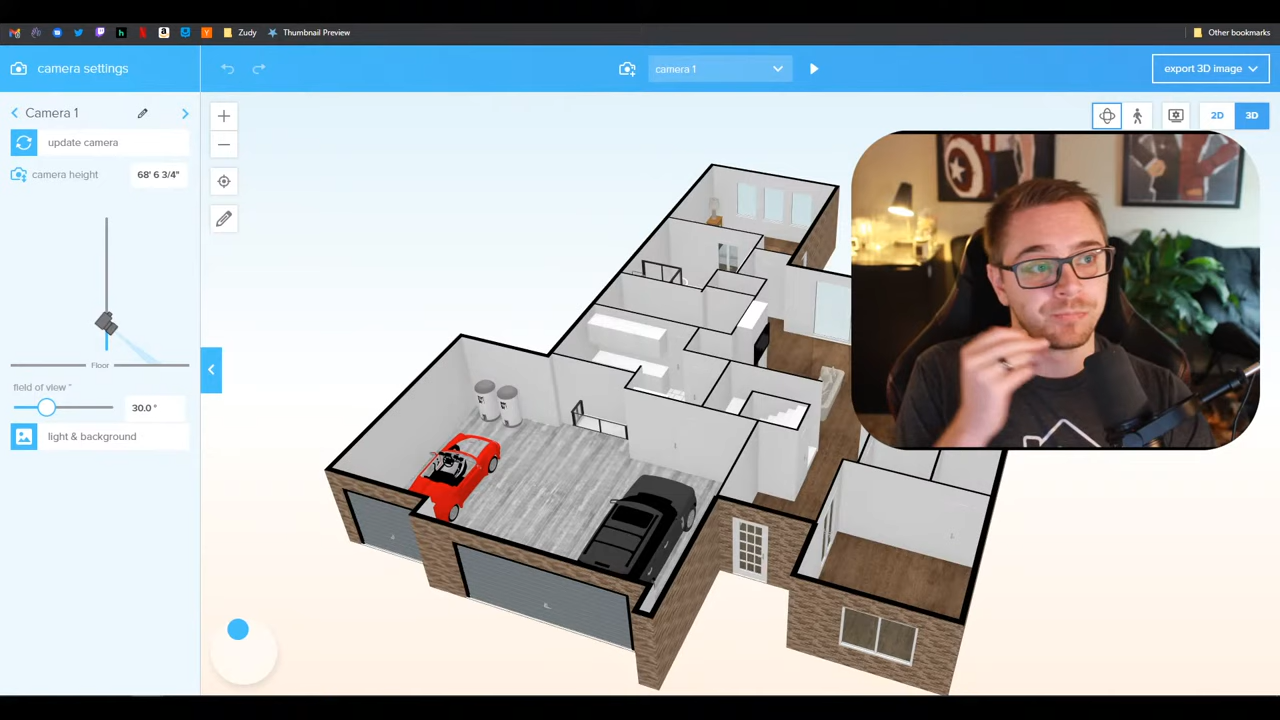 Zudy
Thumbnail Preview
Other bookmarks
camera settings
camera 1
export 3D image
Camera 1
update camera
camera height
68' 6 3/4"
2D
3D
Floor
field of view °
30.0 °
light & background